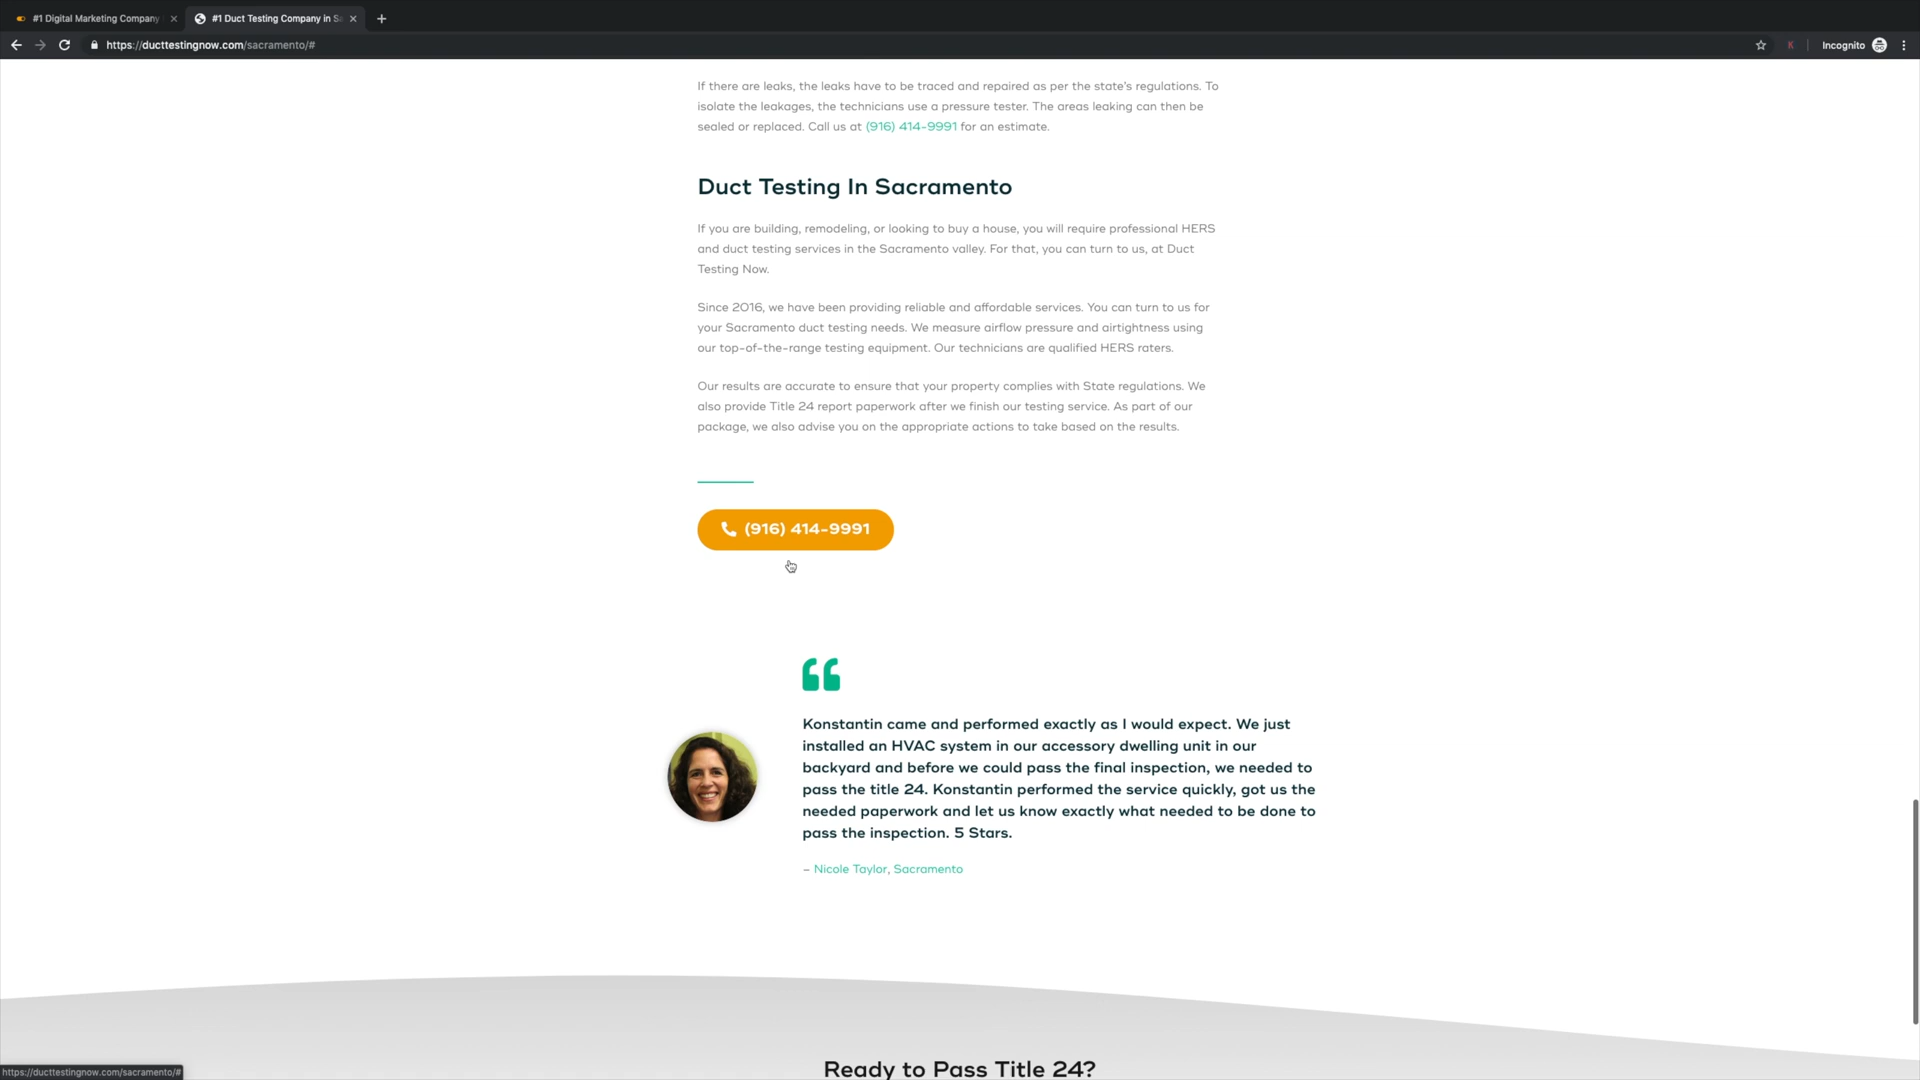 #1 Digital Marketing Company
#1 Duct Testing Company in Sa
https://ducttestingnow.com/sacramento/#
K
Incognito
If there are leaks, the leaks have to be traced and repaired as per the state's regulations. To
isolate the leakages, the technicians use a pressure tester. The areas leaking can then be
sealed or replaced. Call us at (916) 414-9991 for an estimate.
Duct Testing In Sacramento
If you are building, remodeling, or looking to buy a house, you will require professional HERS
and duct testing services in the Sacramento valley. For that, you can turn to us, at Duct
Testing Now.
Since 2016, we have been providing reliable and affordable services. You can turn to us for
your Sacramento duct testing needs. We measure airflow pressure and airtightness using
our top-of-the-range testing equipment. Our technicians are qualified HERS raters.
Our results are accurate to ensure that your property complies with State regulations. We
also provide Title 24 report paperwork after we finish our testing service. As part of our
package, we also advise you on the appropriate actions to take based on the results.
(916) 414-9991
Konstantin came and performed exactly as I would expect. We just
installed an HVAC system in our accessory dwelling unit in our
backyard and before we could pass the final inspection, we needed to
pass the title 24. Konstantin performed the service quickly, got us the
needed paperwork and let us know exactly what needed to be done to
pass the inspection. 5 Stars.
– Nicole Taylor, Sacramento
Ready to Pass Title 24?
https://ducttestingnow.com/sacramento/#